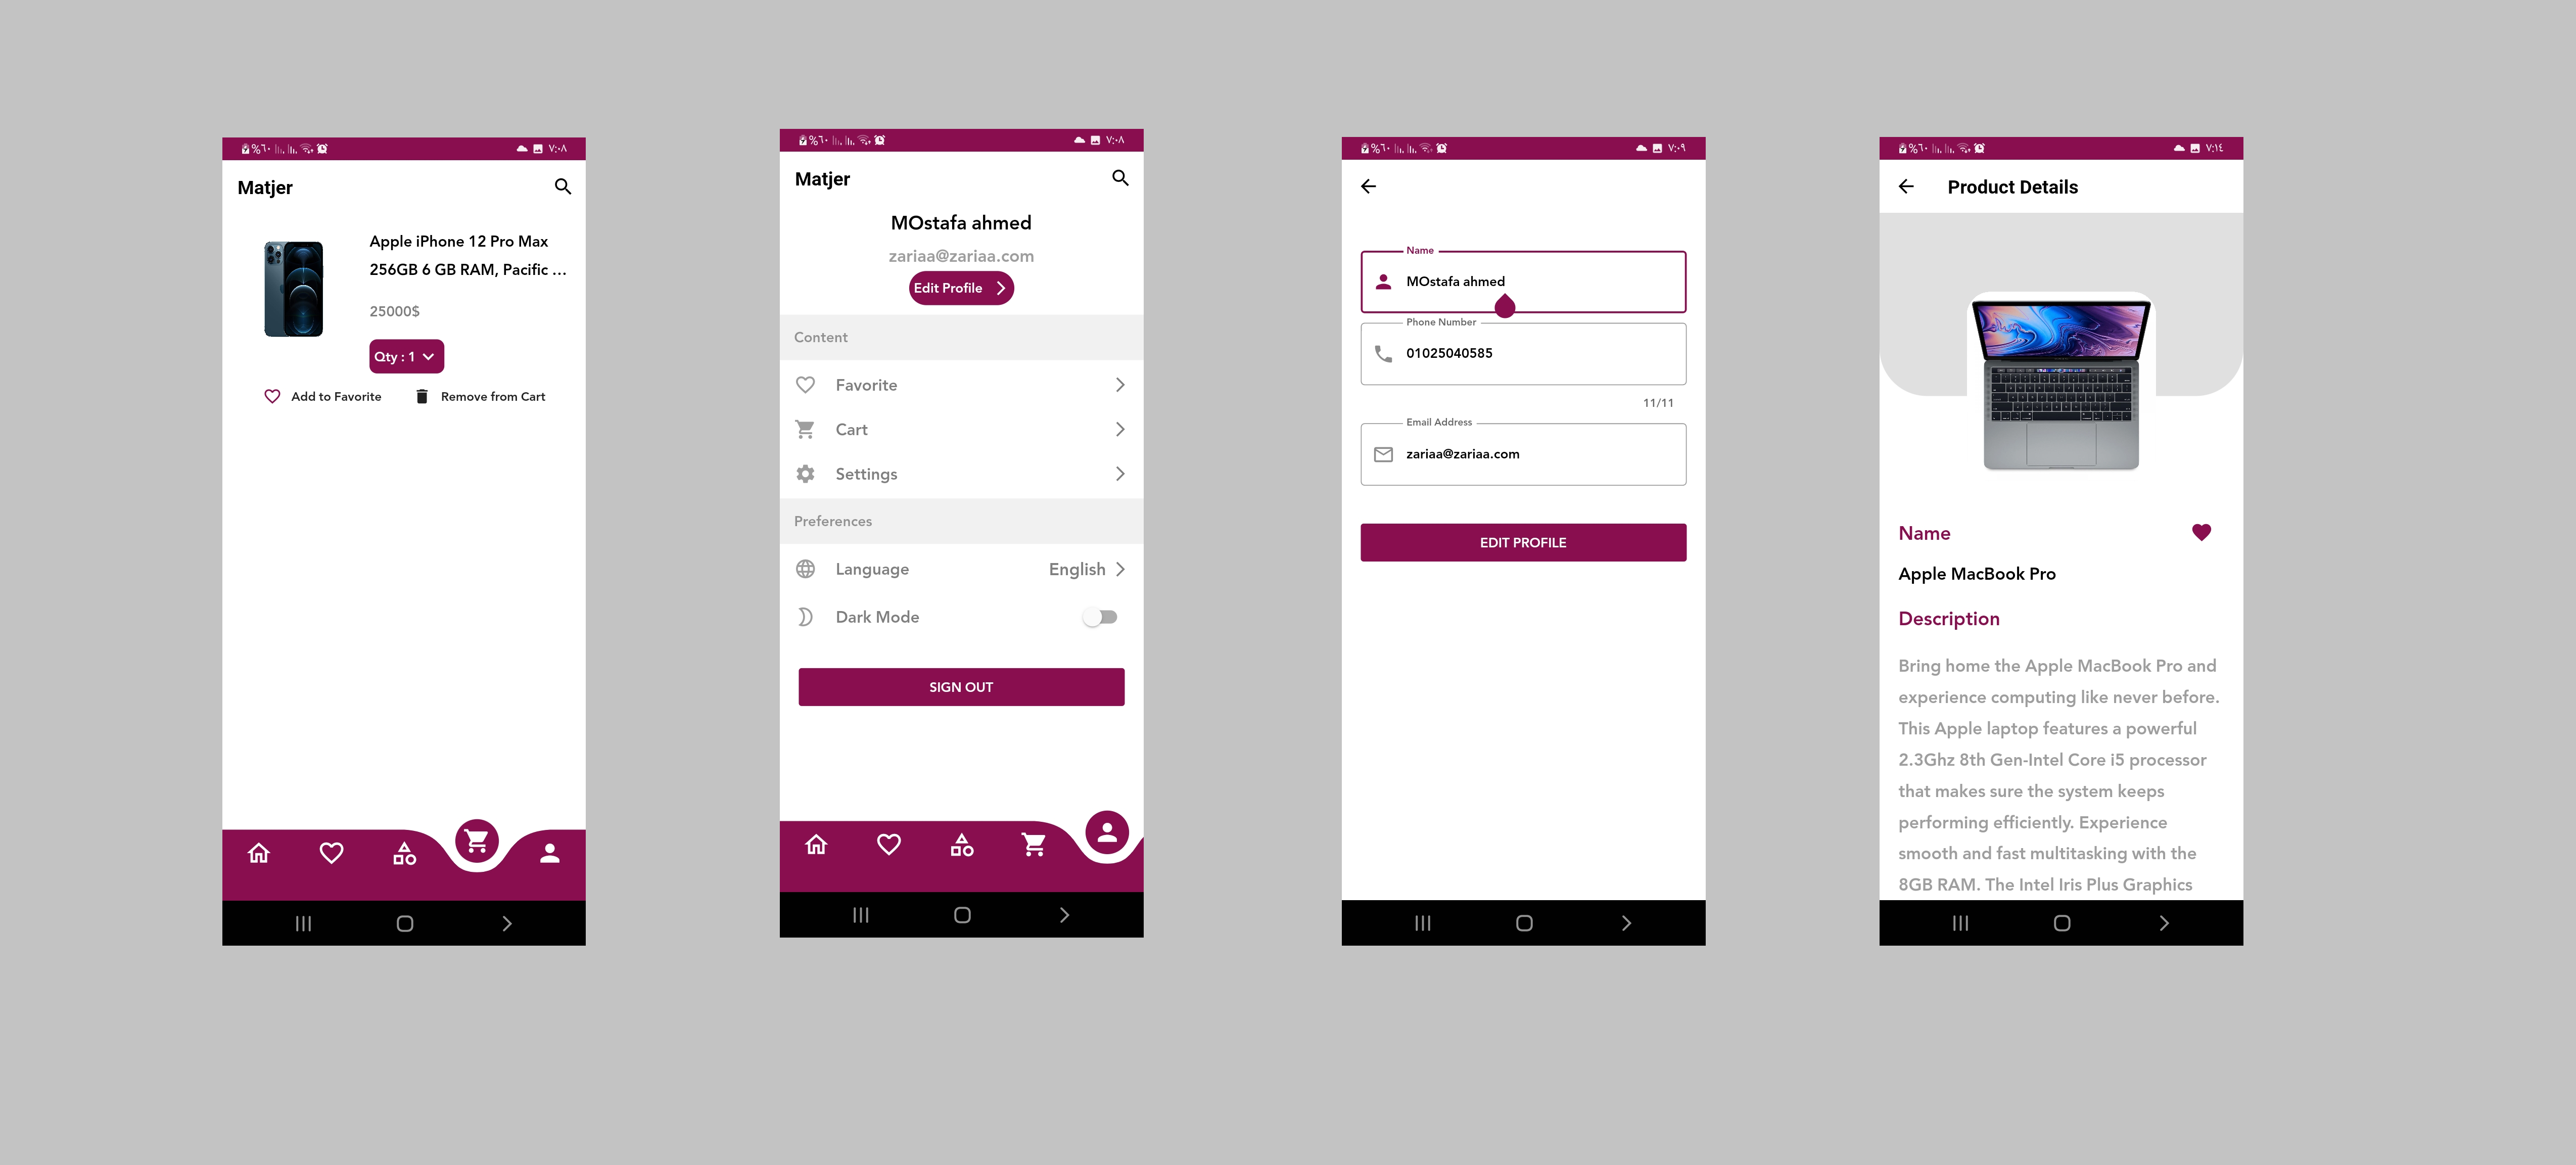 %٦٠
٧:٠٨
Matjer
Apple iPhone 12 Pro Max
256GB 6 GB RAM, Pacific ...
25000$
Qty : 1
Add to Favorite
Remove from Cart
%٦٠
٧:٠٨
Matjer
MOstafa ahmed
zariaa@zariaa.com
Edit Profile
Content
Favorite
Cart
Settings
Preferences
Language
English
Dark Mode
SIGN OUT
%٦٠
٧:٠٩
Name
MOstafa ahmed
Phone Number
01025040585
11/11
Email Address
zariaa@zariaa.com
EDIT PROFILE
%٦٠
٧:١٤
Product Details
Name
Apple MacBook Pro
Description
Bring home the Apple MacBook Pro and
experience computing like never before.
This Apple laptop features a powerful
2.3Ghz 8th Gen-Intel Core i5 processor
that makes sure the system keeps
performing efficiently. Experience
smooth and fast multitasking with the
8GB RAM. The Intel Iris Plus Graphics